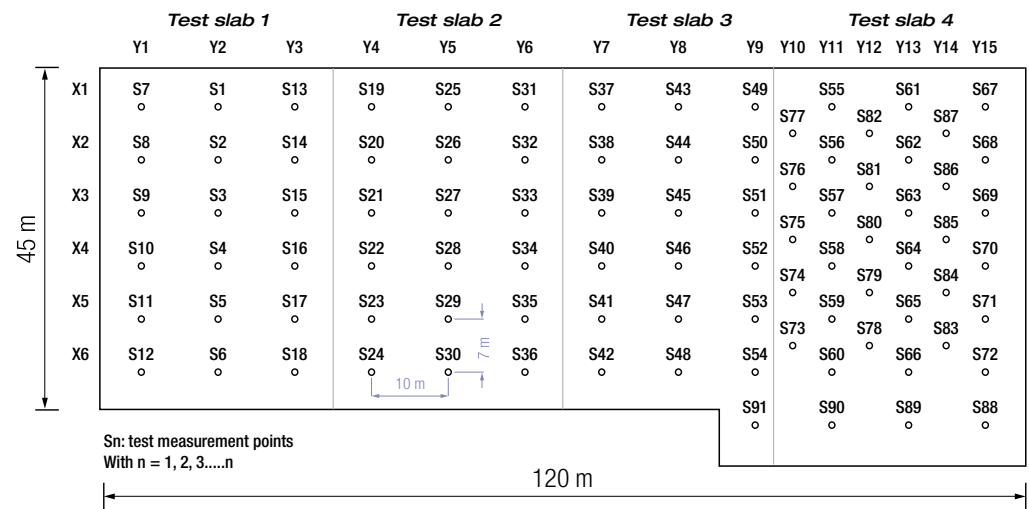 Test slab 1 Test slab 2 Test slab 3 Test slab 4
Y1 Y2 Y3 Y4 Y5 Y6 Y7 Y8 Y9 Y10 Y11 Y12 Y13 Y14 Y15
X1 S7 S1 S13 S19 S25 S31 S37 S43 S49 S55 S61 S67
S77 S82 S87
X2 S8 S2 S14 S20 S26 S32 S38 S44 S50 S56 S62 S68
S76 S81 S86
X3 S9 S3 S15 S21 S27 S33 S39 S45 S51 S57 S63 S69
45 m
S75 S80 S85
X4 S10 S4 S16 S22 S28 S34 S40 S46 S52 S58 S64 S70
S74 S79 S84
X5 S11 S5 S17 S23 S29 S35 S41 S47 S53 S59 S65 S71
7 m
S73 S78 S83
X6 S12 S6 S18 S24 S30 S36 S42 S48 S54 S60 S66 S72
10 m
S91 S90 S89 S88
Sn: test measurement points
With n = 1, 2, 3.....n
120 m